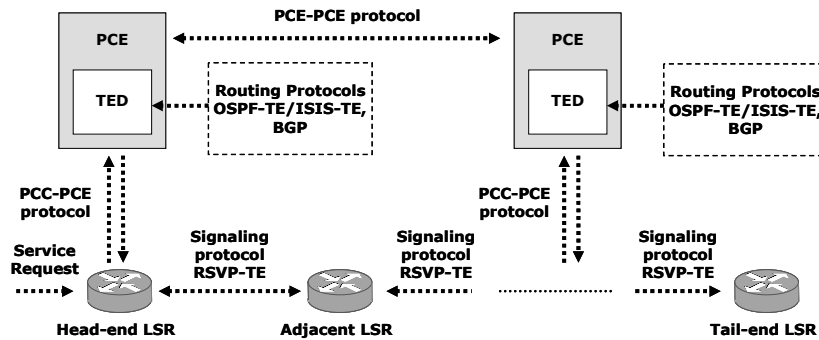 PCE-PCE protocol
PCE
TED
Routing Protocols
OSPF-TE/ISIS-TE,
BGP
PCE
TED
Routing Protocols
OSPF-TE/ISIS-TE,
BGP
PCC-PCE
protocol
PCC-PCE
protocol
Service
Request
Signaling
protocol
RSVP-TE
Signaling
protocol
RSVP-TE
Signaling
protocol
RSVP-TE
Head-end LSR
Adjacent LSR
Tail-end LSR